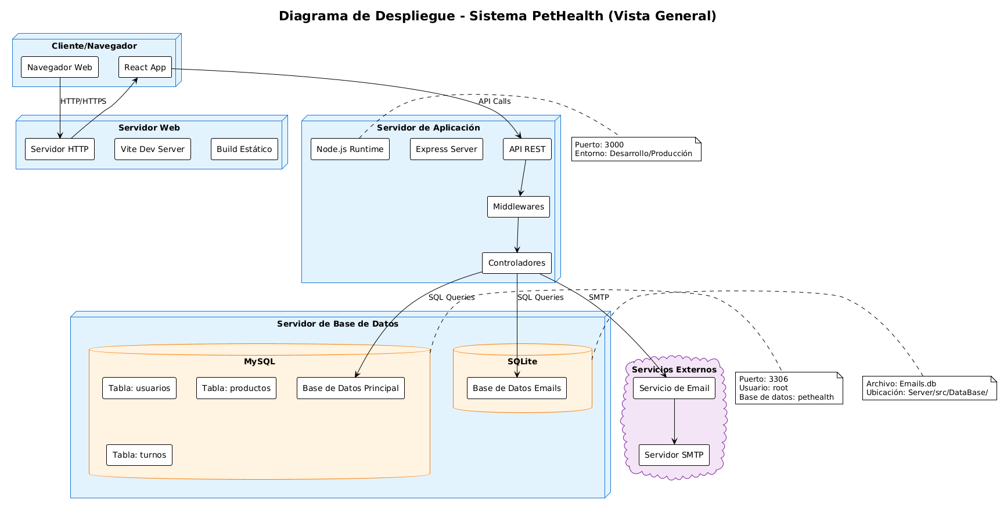 Diagrama de Despliegue - Sistema PetHealth (Vista General)
Cliente/Navegador
Navegador Web
React App
HTTP/HTTPS
API Calls
Servidor Web
Servidor HTTP
Vite Dev Server
Build Estático
Servidor de Aplicación
Node.js Runtime
Express Server
API REST
Puerto: 3000
Entorno: Desarrollo/Producción
Middlewares
Controladores
SQL Queries
SQL Queries
SMTP
Servidor de Base de Datos
MySQL
Tabla: usuarios
Tabla: productos
Base de Datos Principal
Tabla: turnos
SQLite
Base de Datos Emails
Servicios Externos
Servicio de Email
Servidor SMTP
Puerto: 3306
Usuario: root
Base de datos: pethealth
Archivo: Emails.db
Ubicación: Server/src/DataBase/